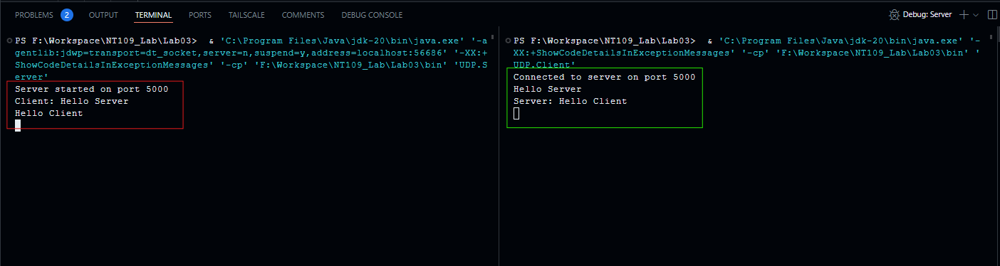 PROBLEMS 2 OUTPUT TERMINAL PORTS TAILSCALE COMMENTS DEBUG CONSOLE Debug: Server
PS F:\Workspace\NT109_Lab\Lab03>  & 'C:\Program Files\Java\jdk-20\bin\java.exe' '-a
gentlib:jdwp=transport=dt_socket,server=n,suspend=y,address=localhost:56686' '-XX:+
ShowCodeDetailsInExceptionMessages' '-cp' 'F:\Workspace\NT109_Lab\Lab03\bin' 'UDP.S
erver'
Server started on port 5000
Client: Hello Server
Hello Client
PS F:\Workspace\NT109_Lab\Lab03>  & 'C:\Program Files\Java\jdk-20\bin\java.exe' '-
XX:+ShowCodeDetailsInExceptionMessages' '-cp' 'F:\Workspace\NT109_Lab\Lab03\bin' '
UDP.Client'
Connected to server on port 5000
Hello Server
Server: Hello Client